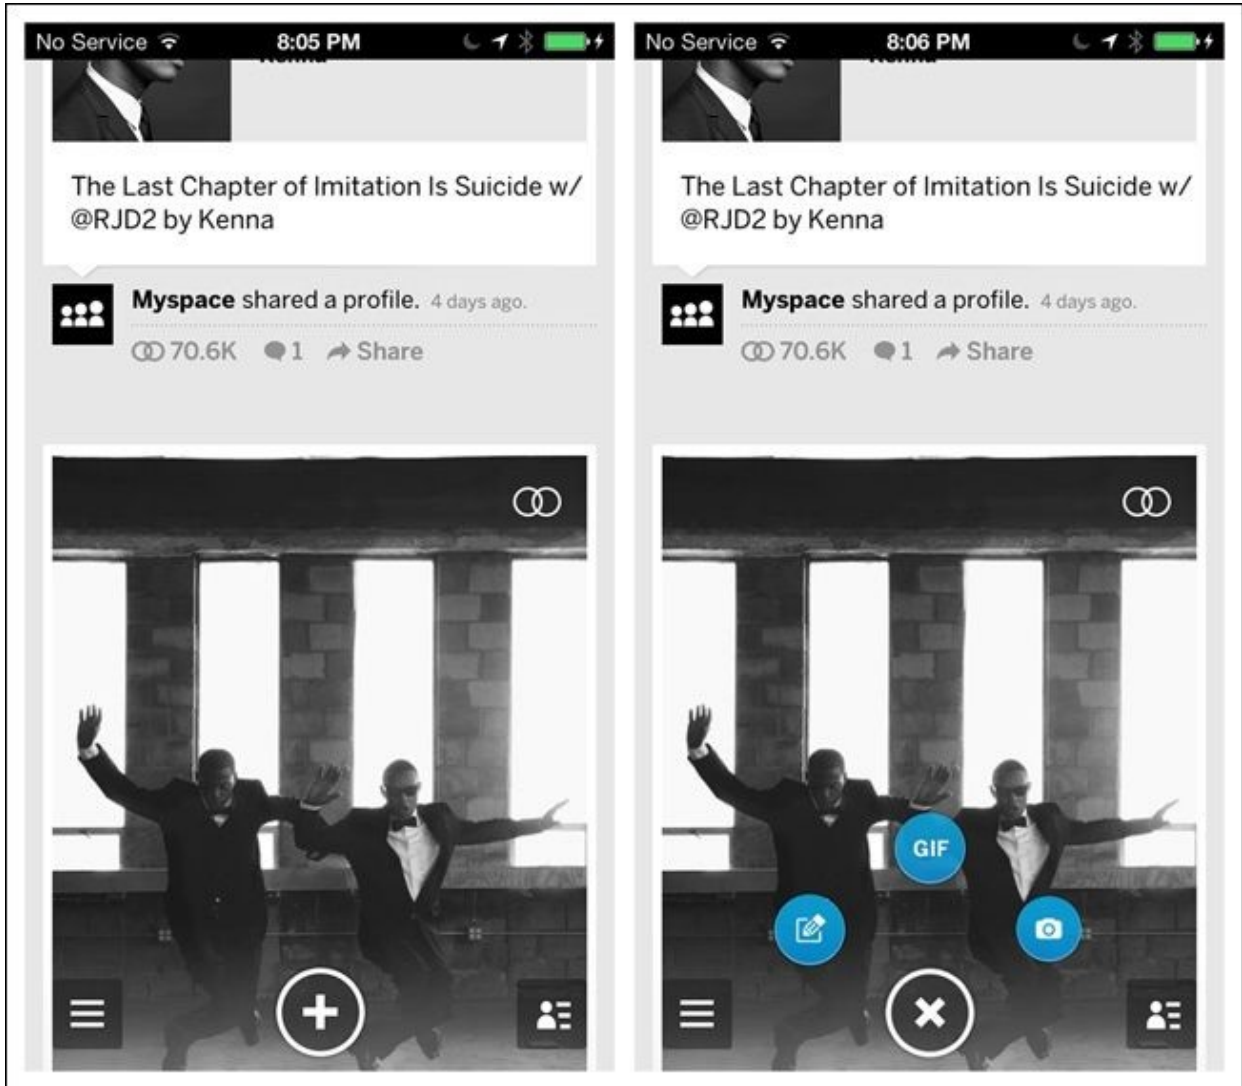 No Service 8:05 PM
Kenna
The Last Chapter of Imitation Is Suicide w/
@RJD2 by Kenna
Myspace shared a profile. 4 days ago.
70.6K 1 Share
No Service 8:06 PM
Kenna
The Last Chapter of Imitation Is Suicide w/
@RJD2 by Kenna
Myspace shared a profile. 4 days ago.
70.6K 1 Share
GIF